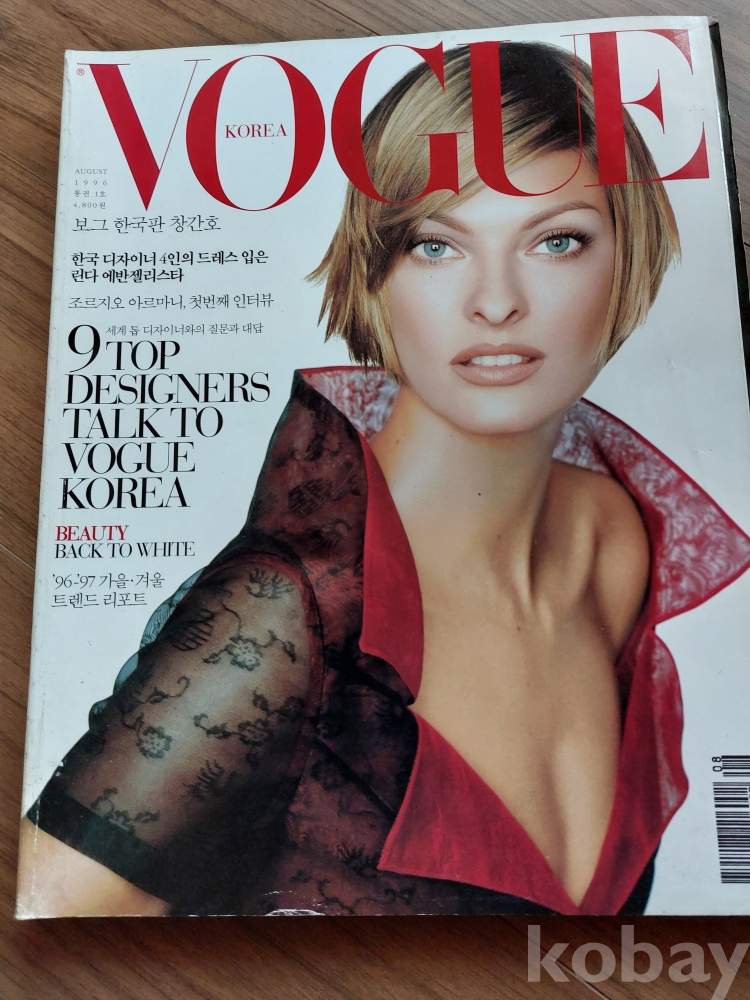 VOGUE
KOREA
®
AUGUST
1996
통권 1호
4,800원
보그 한국판 창간호
한국 디자이너 4인의 드레스 입은
린다 에반젤리스타
조르지오 아르마니, 첫번째 인터뷰
세계 톱 디자이너와의 질문과 대답
9 TOP
DESIGNERS
TALK TO
VOGUE
KOREA
BEAUTY
BACK TO WHITE
'96-'97 가을·겨울
트렌드 리포트
08
kobay